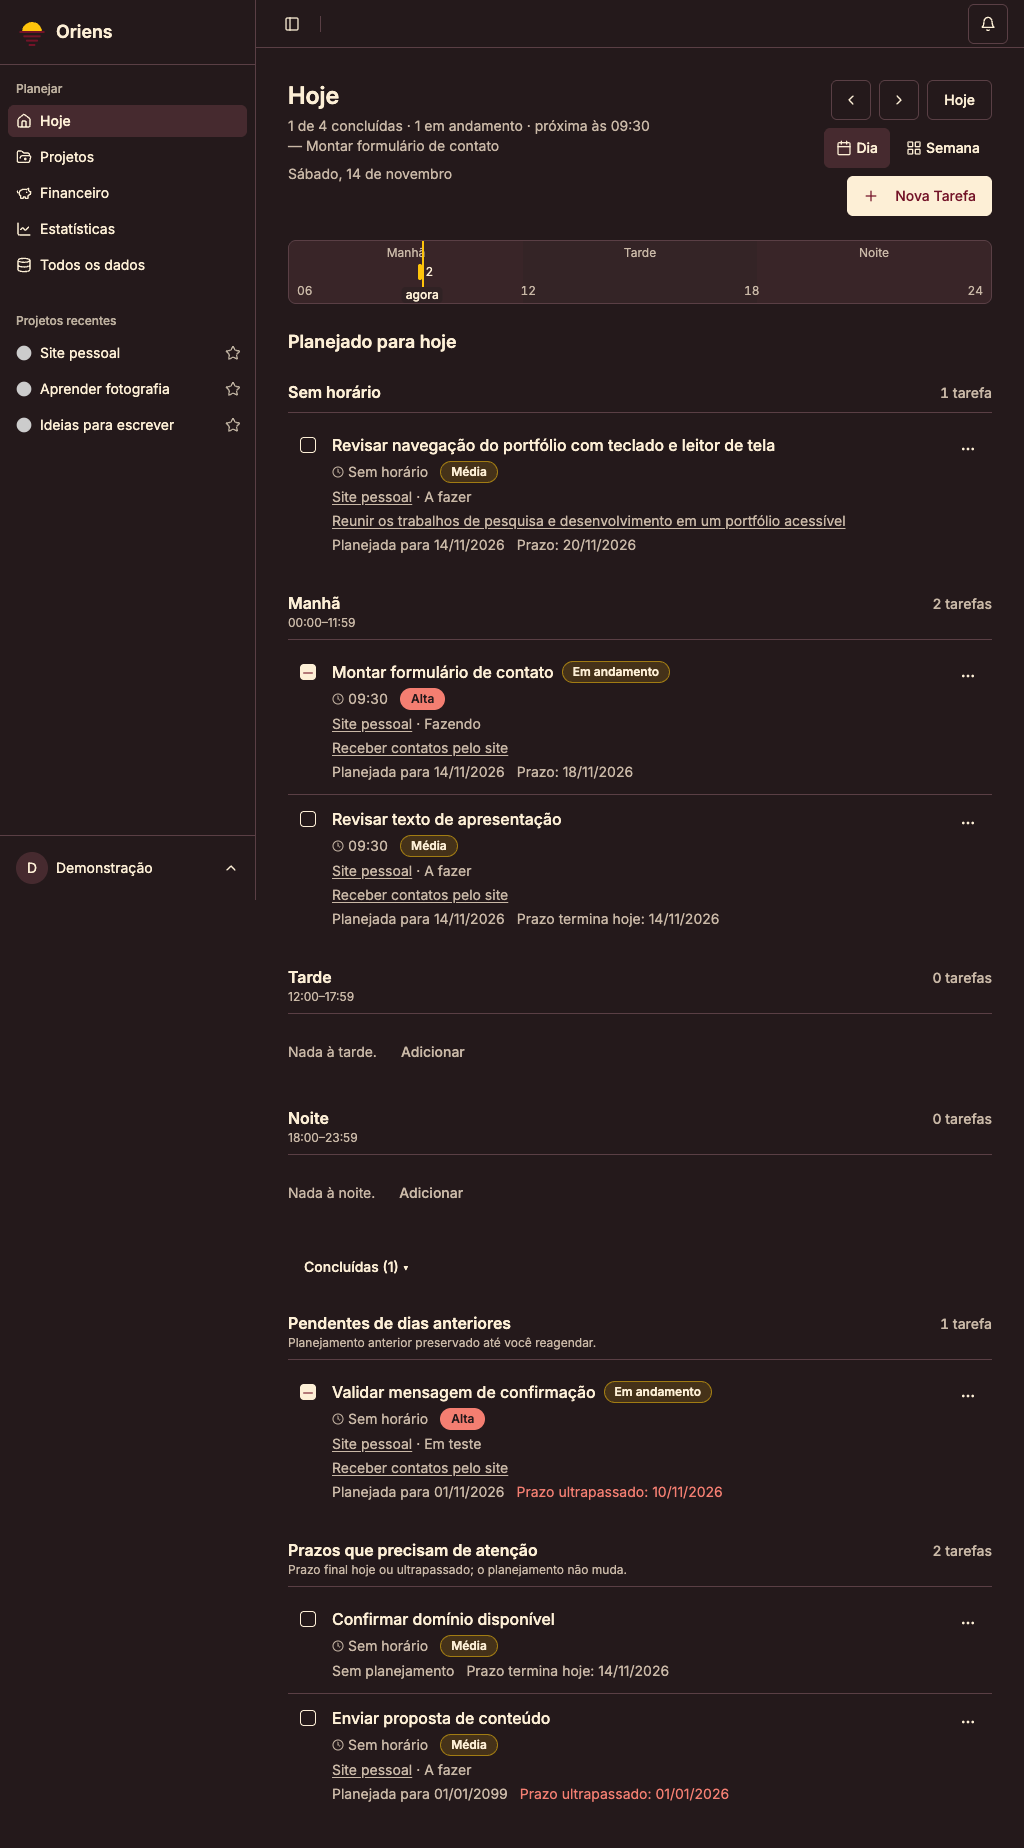 Oriens
Planejar
Hoje
Projetos
Financeiro
Estatísticas
Todos os dados
Projetos recentes
Site pessoal
Aprender fotografia
Ideias para escrever
D Demonstração
Hoje
1 de 4 concluídas · 1 em andamento · próxima às 09:30
— Montar formulário de contato
Sábado, 14 de novembro
Hoje
Dia Semana
+ Nova Tarefa
Manhã Tarde Noite
2
06 12 18 24
agora
Planejado para hoje
Sem horário 1 tarefa
Revisar navegação do portfólio com teclado e leitor de tela
Sem horário Média
Site pessoal · A fazer
Reunir os trabalhos de pesquisa e desenvolvimento em um portfólio acessível
Planejada para 14/11/2026 Prazo: 20/11/2026
Manhã 2 tarefas
00:00–11:59
Montar formulário de contato Em andamento
09:30 Alta
Site pessoal · Fazendo
Receber contatos pelo site
Planejada para 14/11/2026 Prazo: 18/11/2026
Revisar texto de apresentação
09:30 Média
Site pessoal · A fazer
Receber contatos pelo site
Planejada para 14/11/2026 Prazo termina hoje: 14/11/2026
Tarde 0 tarefas
12:00–17:59
Nada à tarde. Adicionar
Noite 0 tarefas
18:00–23:59
Nada à noite. Adicionar
Concluídas (1) ▾
Pendentes de dias anteriores 1 tarefa
Planejamento anterior preservado até você reagendar.
Validar mensagem de confirmação Em andamento
Sem horário Alta
Site pessoal · Em teste
Receber contatos pelo site
Planejada para 01/11/2026 Prazo ultrapassado: 10/11/2026
Prazos que precisam de atenção 2 tarefas
Prazo final hoje ou ultrapassado; o planejamento não muda.
Confirmar domínio disponível
Sem horário Média
Sem planejamento Prazo termina hoje: 14/11/2026
Enviar proposta de conteúdo
Sem horário Média
Site pessoal · A fazer
Planejada para 01/01/2099 Prazo ultrapassado: 01/01/2026